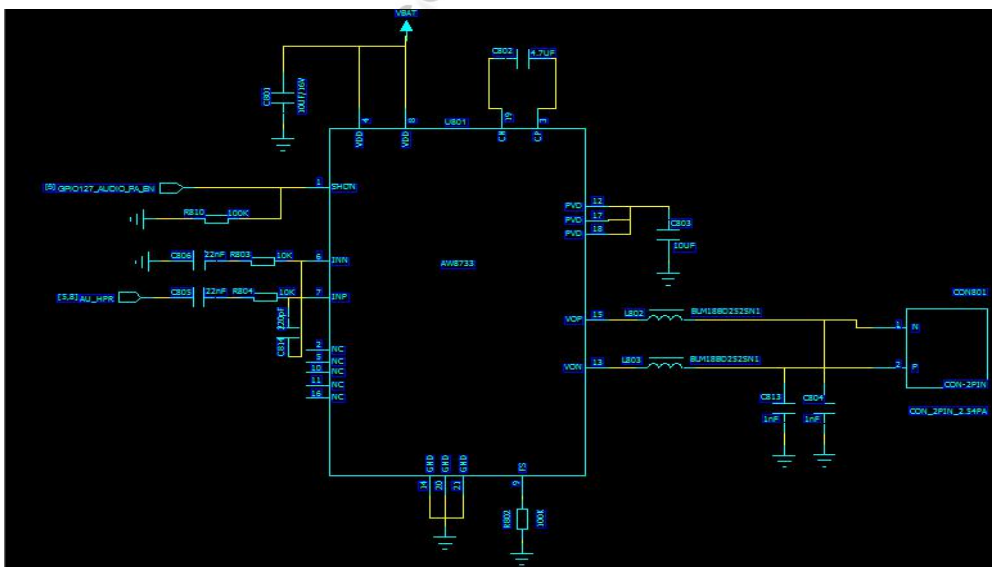 VBAT
C802
4.7UF
C801
10UF/16V
4
8
19
3
VDD
VDD
U801
CN
CP
[6] GPIO127_AUDIO_PA_EN
1
SHDN
R810
100K
PVD
12
PVD
17
PVD
18
C803
10UF
C806
22nF
R803
10K
6
INN
AW8733
[5,8] AU_HPR
C805
22nF
R804
10K
7
INP
220pF
C814
2
NC
5
NC
10
NC
11
NC
16
NC
VOP
15
L802
BLM18BD252SN1
VON
13
L803
BLM18BD252SN1
CON801
1
N
2
P
CON-2PIN
CON_2PIN_2.54PA
C813
1nF
C804
1nF
GND
GND
GND
FS
14
20
21
9
R802
100K